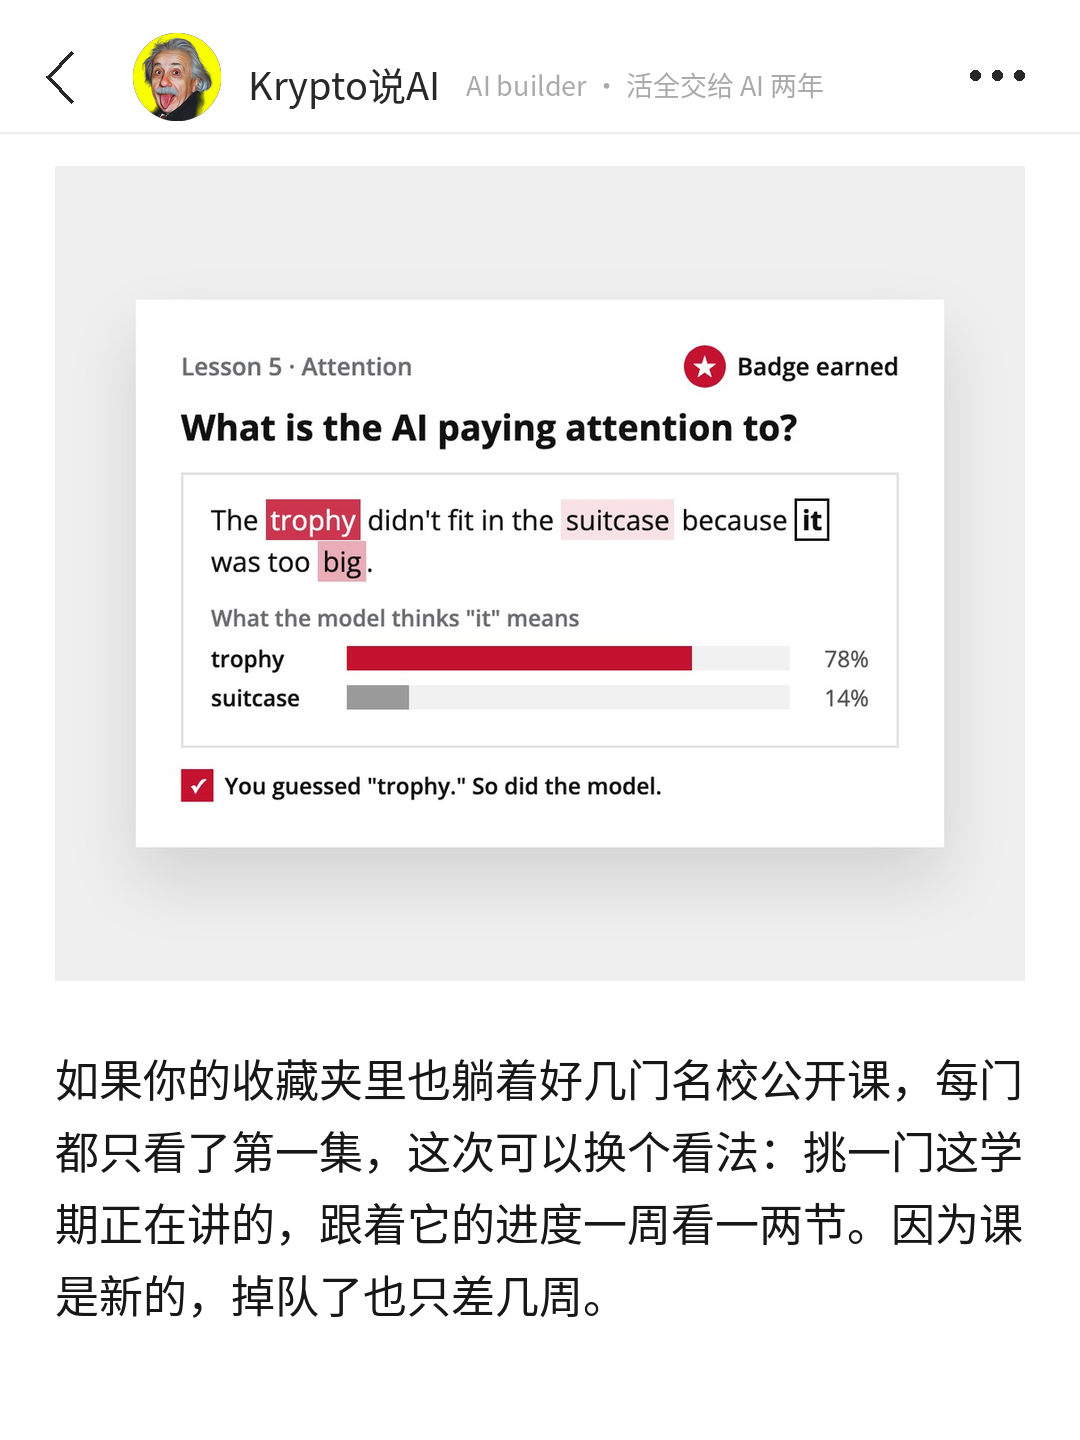 Krypto说AI AI builder · 活全交给 AI 两年
Lesson 5 · Attention
Badge earned
What is the AI paying attention to?
The trophy didn't fit in the suitcase because it
was too big.
What the model thinks "it" means
trophy 78%
suitcase 14%
You guessed "trophy." So did the model.
如果你的收藏夹里也躺着好几门名校公开课，每门
都只看了第一集，这次可以换个看法：挑一门这学
期正在讲的，跟着它的进度一周看一两节。因为课
是新的，掉队了也只差几周。